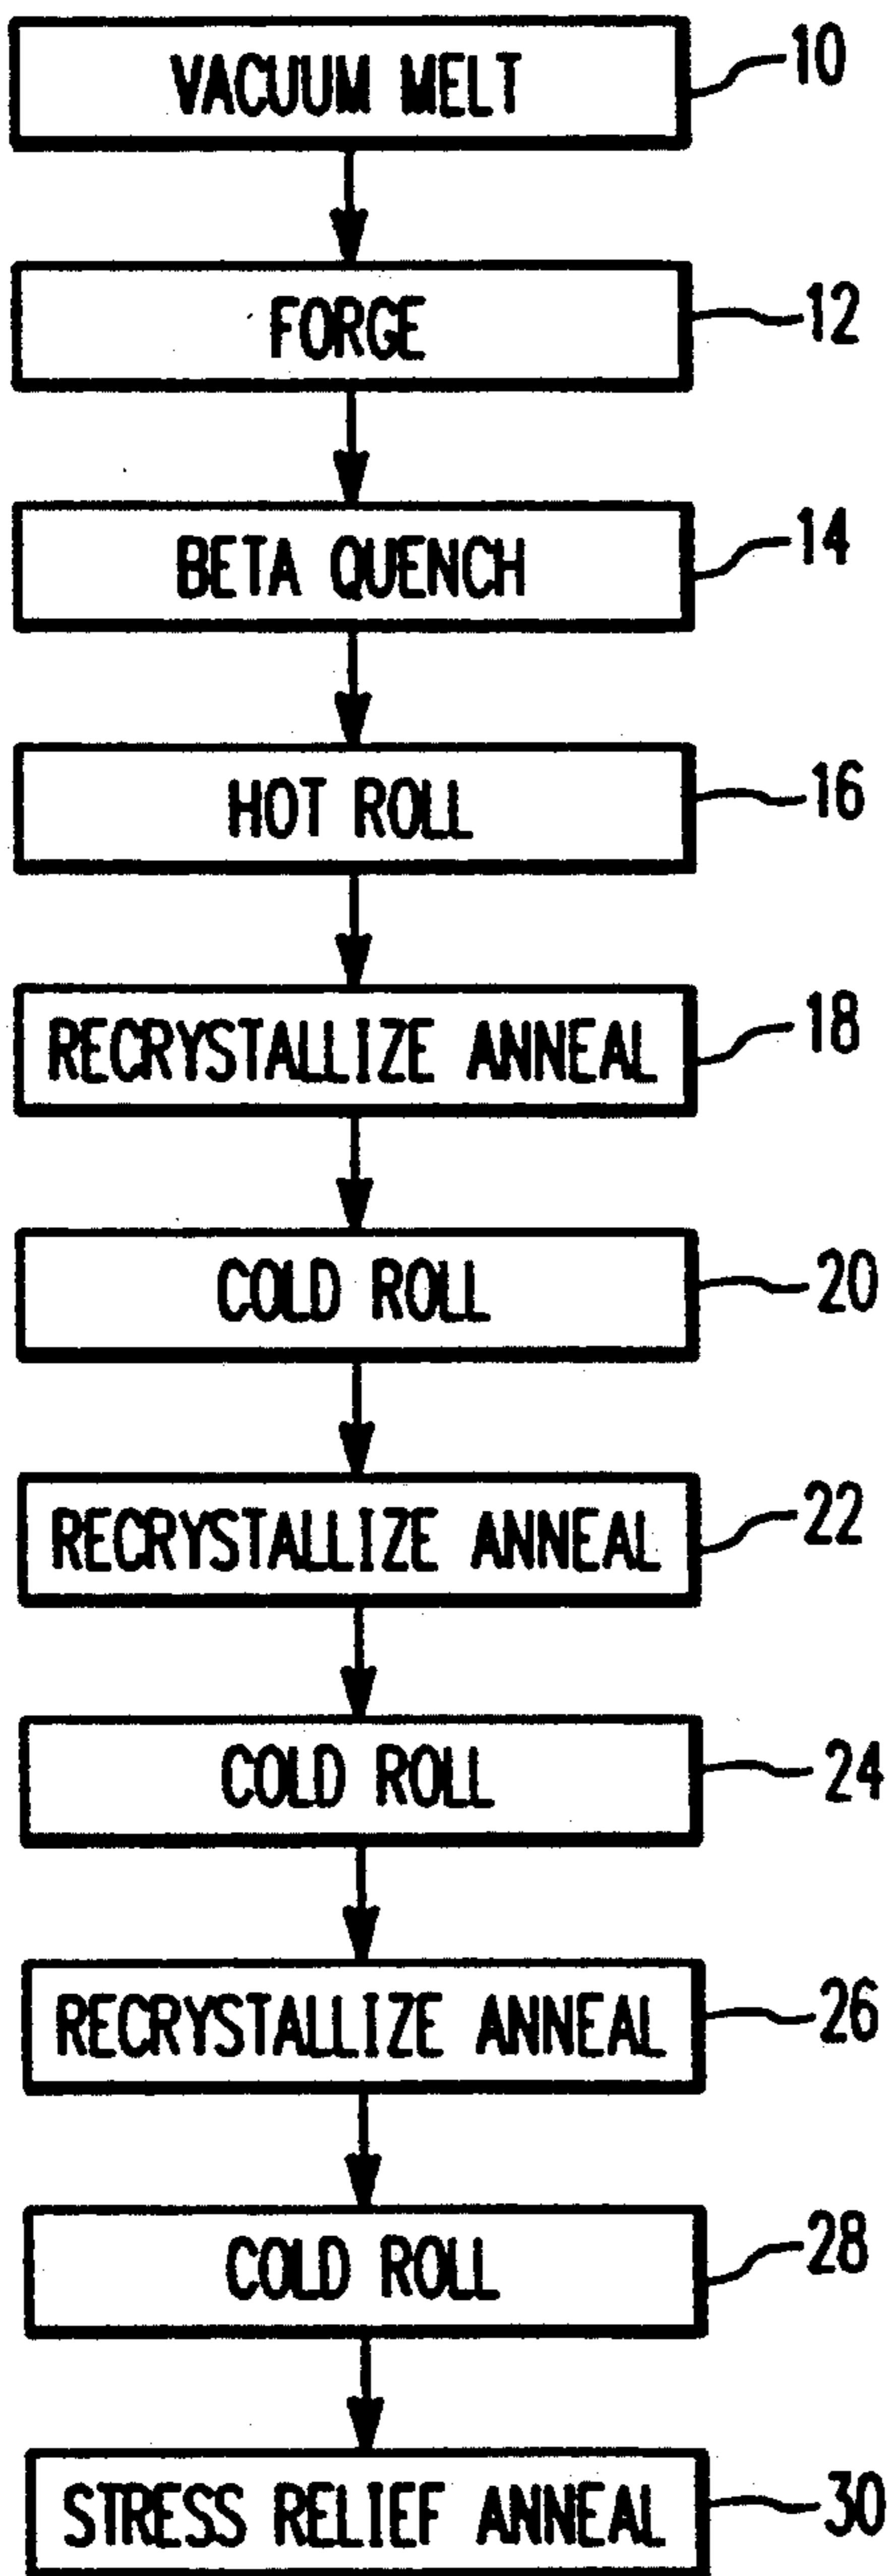 VACUUM MELT 10
FORGE 12
BETA QUENCH 14
HOT ROLL 16
RECRYSTALLIZE ANNEAL 18
COLD ROLL 20
RECRYSTALLIZE ANNEAL 22
COLD ROLL 24
RECRYSTALLIZE ANNEAL 26
COLD ROLL 28
STRESS RELIEF ANNEAL 30